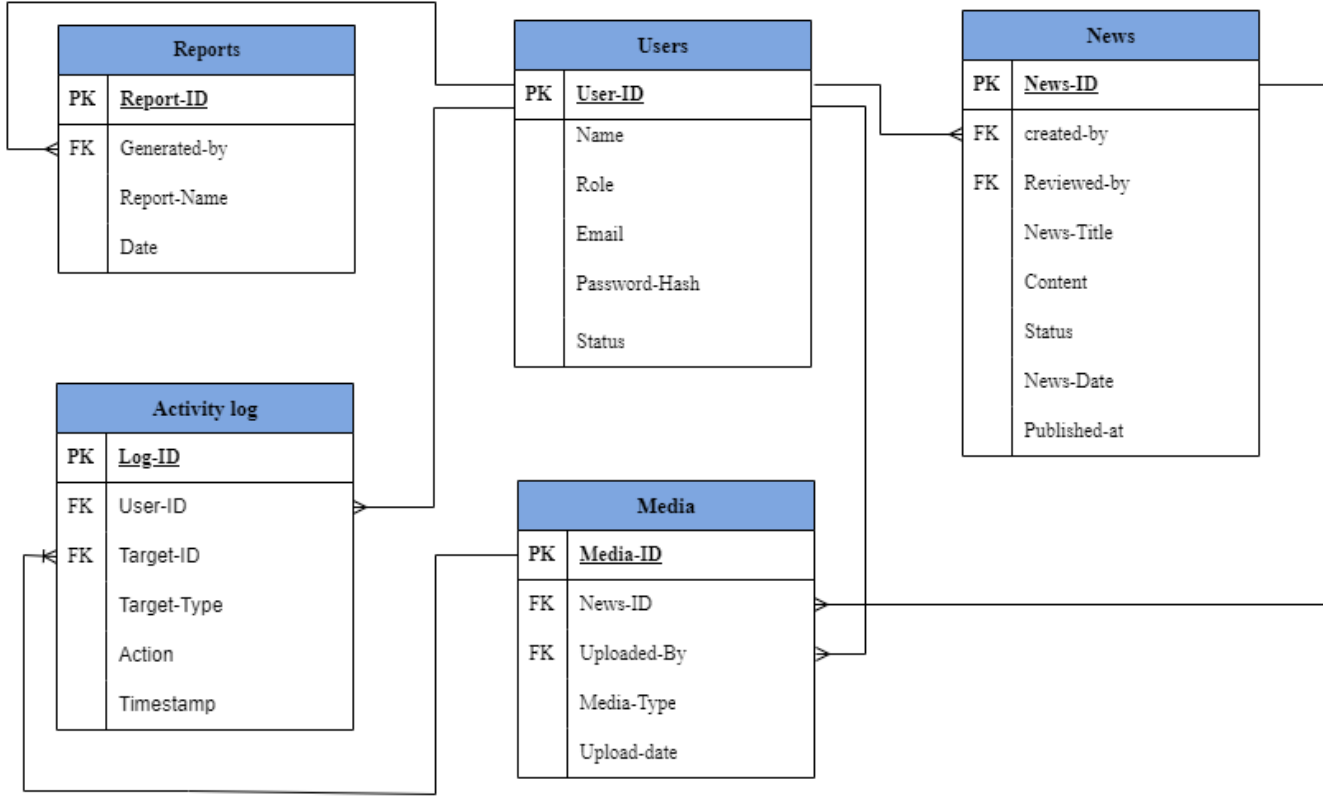 Reports
PK Report-ID
FK Generated-by
Report-Name
Date
Users
PK User-ID
Name
Role
Email
Password-Hash
Status
News
PK News-ID
FK created-by
FK Reviewed-by
News-Title
Content
Status
News-Date
Published-at
Activity log
PK Log-ID
FK User-ID
FK Target-ID
Target-Type
Action
Timestamp
Media
PK Media-ID
FK News-ID
FK Uploaded-By
Media-Type
Upload-date